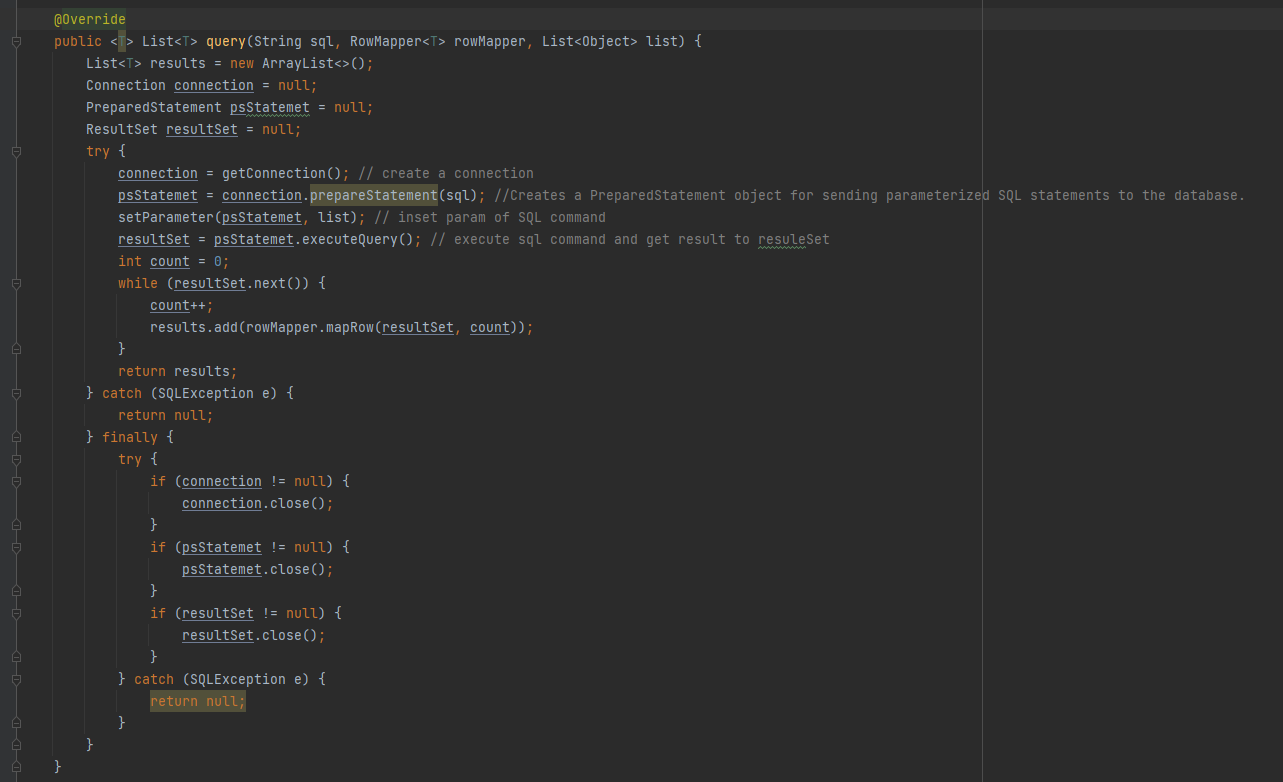 @Override
public <T> List<T> query(String sql, RowMapper<T> rowMapper, List<Object> list) {
List<T> results = new ArrayList<>();
Connection connection = null;
PreparedStatement psStatemet = null;
ResultSet resultSet = null;
try {
connection = getConnection(); // create a connection
psStatemet = connection.prepareStatement(sql); //Creates a PreparedStatement object for sending parameterized SQL statements to the database.
setParameter(psStatemet, list); // inset param of SQL command
resultSet = psStatemet.executeQuery(); // execute sql command and get result to resuleSet
int count = 0;
while (resultSet.next()) {
count++;
results.add(rowMapper.mapRow(resultSet, count));
}
return results;
} catch (SQLException e) {
return null;
} finally {
try {
if (connection != null) {
connection.close();
}
if (psStatemet != null) {
psStatemet.close();
}
if (resultSet != null) {
resultSet.close();
}
} catch (SQLException e) {
return null;
}
}
}